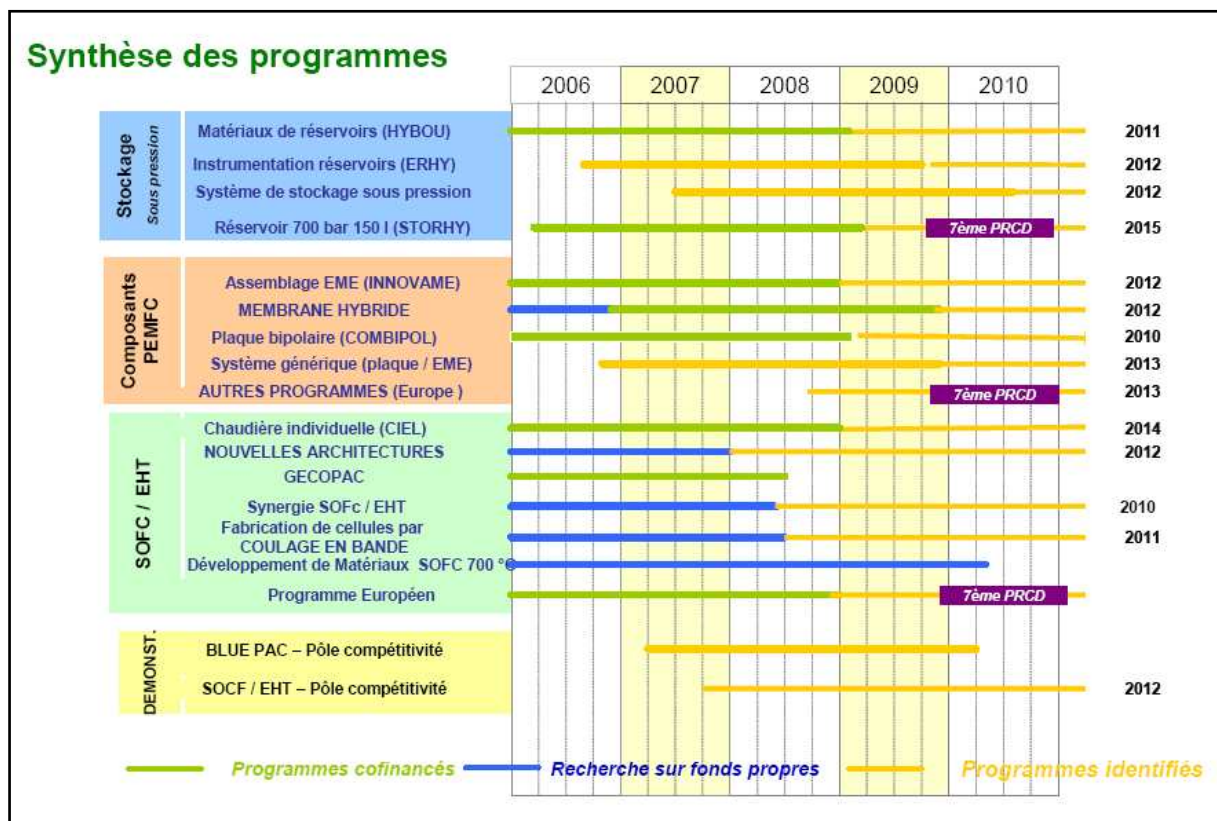 Synthèse des programmes
2006 2007 2008 2009 2010
Stockage
Sous pression
Matériaux de réservoirs (HYBOU) 2011
Instrumentation réservoirs (ERHY) 2012
Système de stockage sous pression 2012
Réservoir 700 bar 150 l (STORHY) 7ème PRCD 2015
Composants
PEMFC
Assemblage EME (INNOVAME) 2012
MEMBRANE HYBRIDE 2012
Plaque bipolaire (COMBIPOL) 2010
Système générique (plaque / EME) 2013
AUTRES PROGRAMMES (Europe ) 7ème PRCD 2013
SOFC / EHT
Chaudière individuelle (CIEL) 2014
NOUVELLES ARCHITECTURES 2012
GECOPAC
Synergie SOFc / EHT 2010
Fabrication de cellules par
COULAGE EN BANDE 2011
Développement de Matériaux SOFC 700 °C
Programme Européen 7ème PRCD
DEMONST.
BLUE PAC – Pôle compétitivité
SOCF / EHT – Pôle compétitivité 2012
Programmes cofinancés Recherche sur fonds propres Programmes identifiés